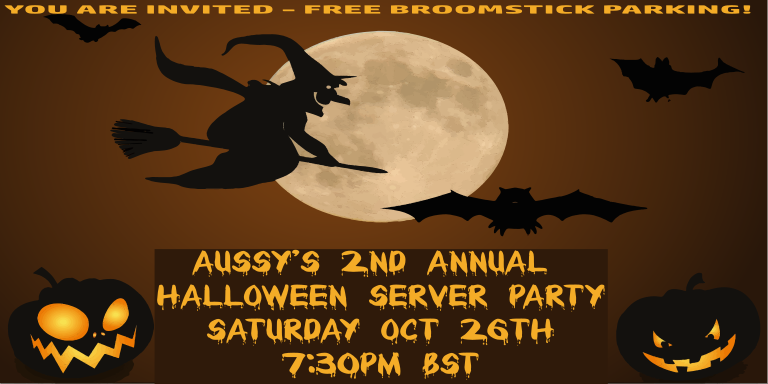 YOU ARE INVITED – FREE BROOMSTICK PARKING!
AUSSY'S 2ND ANNUAL
HALLOWEEN SERVER PARTY
SATURDAY OCT 26TH
7:30PM BST